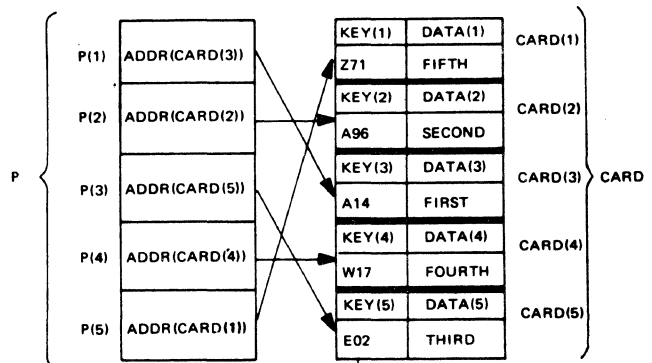 KEY(1) DATA(1) CARD(1)
P(1) ADDR(CARD(3)) Z71 FIFTH
KEY(2) DATA(2) CARD(2)
P(2) ADDR(CARD(2)) A96 SECOND
P P(3) ADDR(CARD(5)) KEY(3) DATA(3) CARD(3) CARD
A14 FIRST
P(4) ADDR(CARD(4)) KEY(4) DATA(4) CARD(4)
W17 FOURTH
P(5) ADDR(CARD(1)) KEY(5) DATA(5) CARD(5)
E02 THIRD